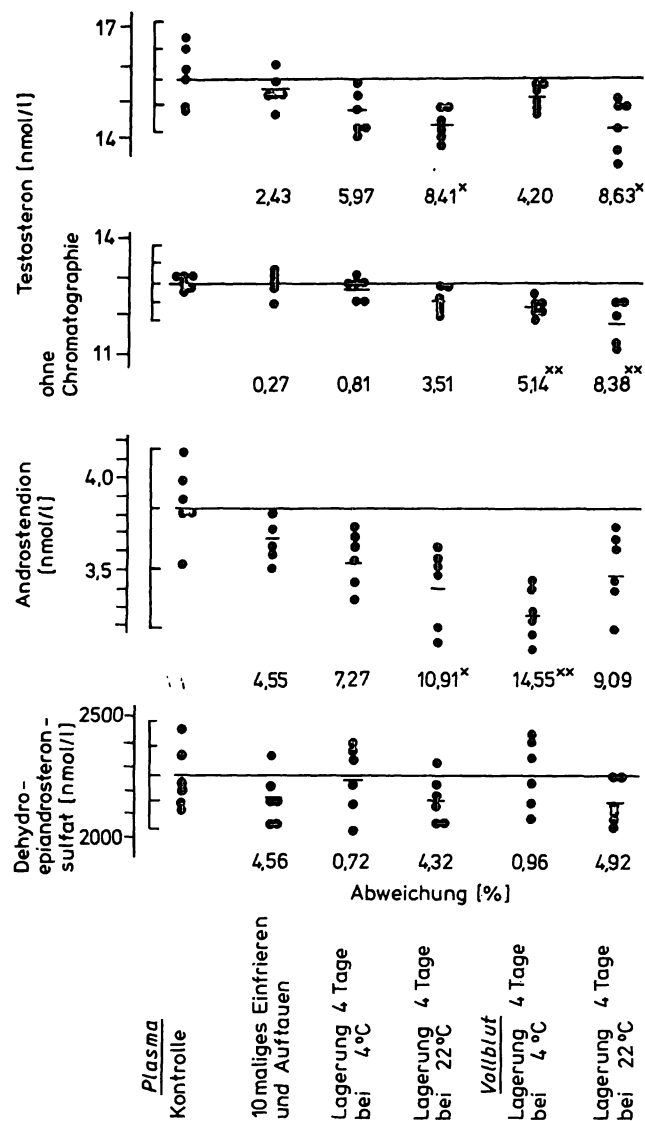 17
14
Testosteron [nmol/l]
2,43 5,97 8,41x 4,20 8,63x
14
11
ohne
Chromatographie
0,27 0,81 3,51 5,14xx 8,38xx
4,0
3,5
Androstendion
[nmol/l]
4,55 7,27 10,91x 14,55xx 9,09
2500
2000
Dehydro-
epiandrosteron-
sulfat [nmol/l]
4,56 0,72 4,32 0,96 4,92
Abweichung [%]
Plasma
Kontrolle
10maliges Einfrieren
und Auftauen
Lagerung 4 Tage
bei 4°C
Lagerung 4 Tage
bei 22°C
Vollblut
Lagerung 4 Tage
bei 4°C
Lagerung 4 Tage
bei 22°C